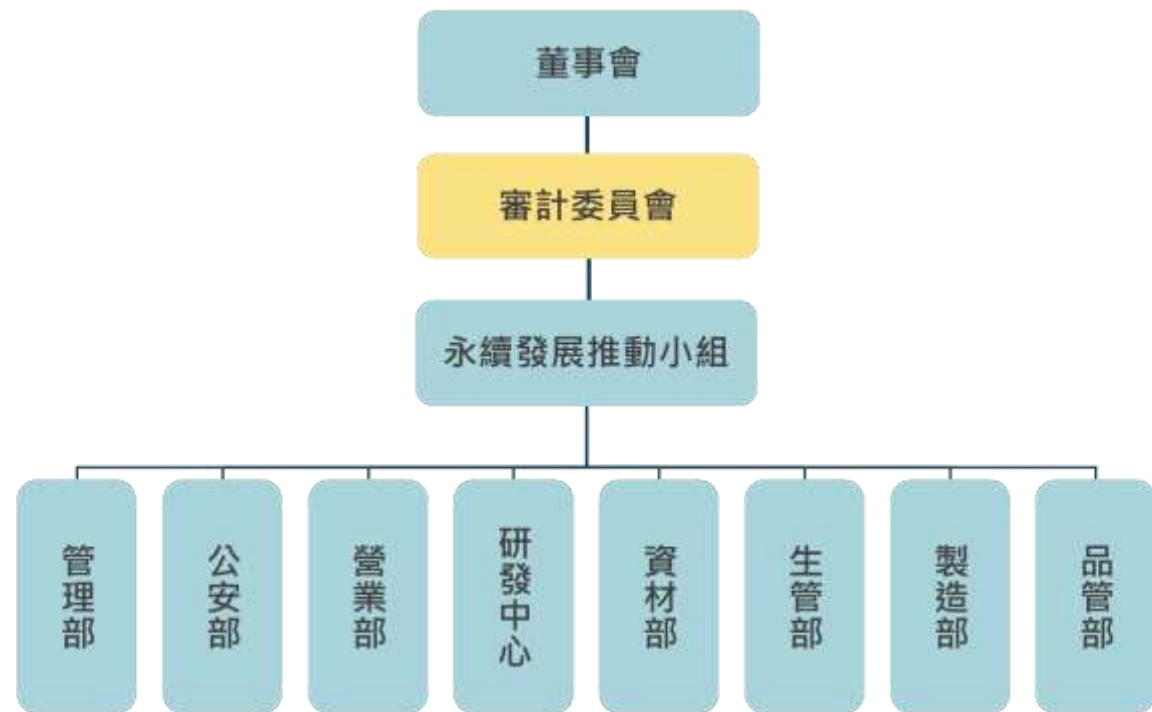 董事會
審計委員會
永續發展推動小組
管理部
公安部
營業部
研發中心
資材部
生管部
製造部
品管部